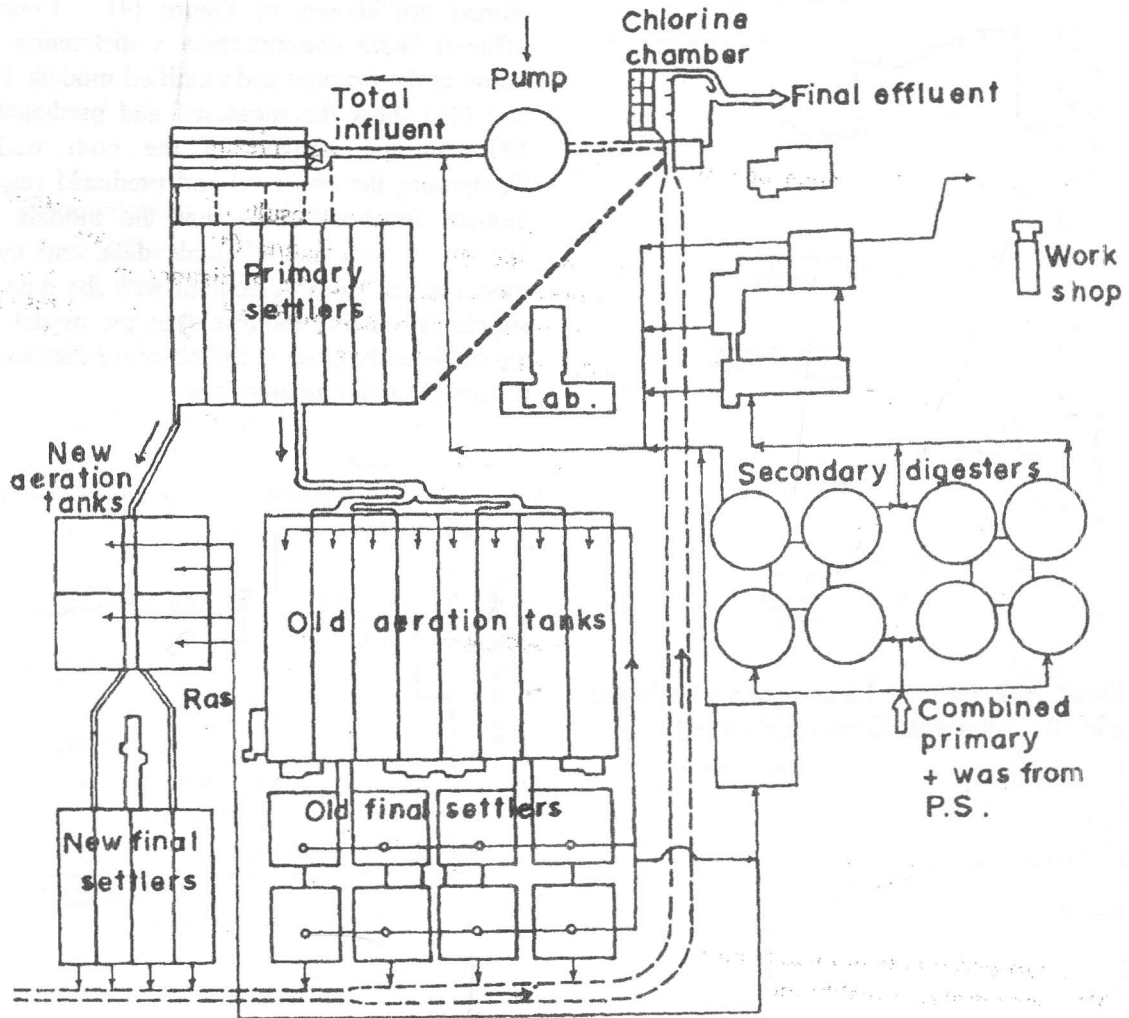 Chlorine
chamber
Pump
Final effluent
Total
influent
Primary
settlers
Work
shop
Lab.
New
aeration
tanks
Secondary digesters
Old aeration tanks
Ras
Combined
primary
+ was from
P.S.
Old final settlers
New final
settlers